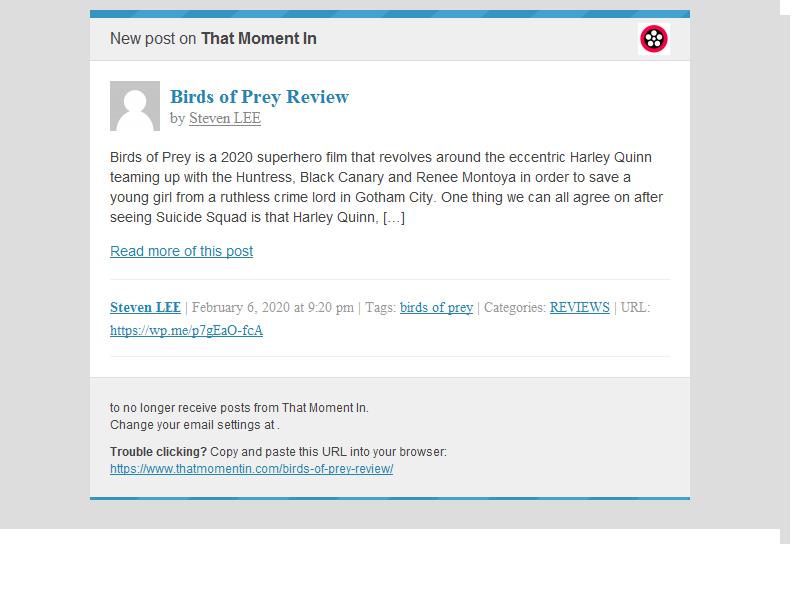 New post on That Moment In
Birds of Prey Review
by Steven LEE
Birds of Prey is a 2020 superhero film that revolves around the eccentric Harley Quinn
teaming up with the Huntress, Black Canary and Renee Montoya in order to save a
young girl from a ruthless crime lord in Gotham City. One thing we can all agree on after
seeing Suicide Squad is that Harley Quinn, [...]
Read more of this post
Steven LEE | February 6, 2020 at 9:20 pm | Tags: birds of prey | Categories: REVIEWS | URL:
https://wp.me/p7gEaO-fcA
to no longer receive posts from That Moment In.
Change your email settings at .
Trouble clicking? Copy and paste this URL into your browser:
https://www.thatmomentin.com/birds-of-prey-review/